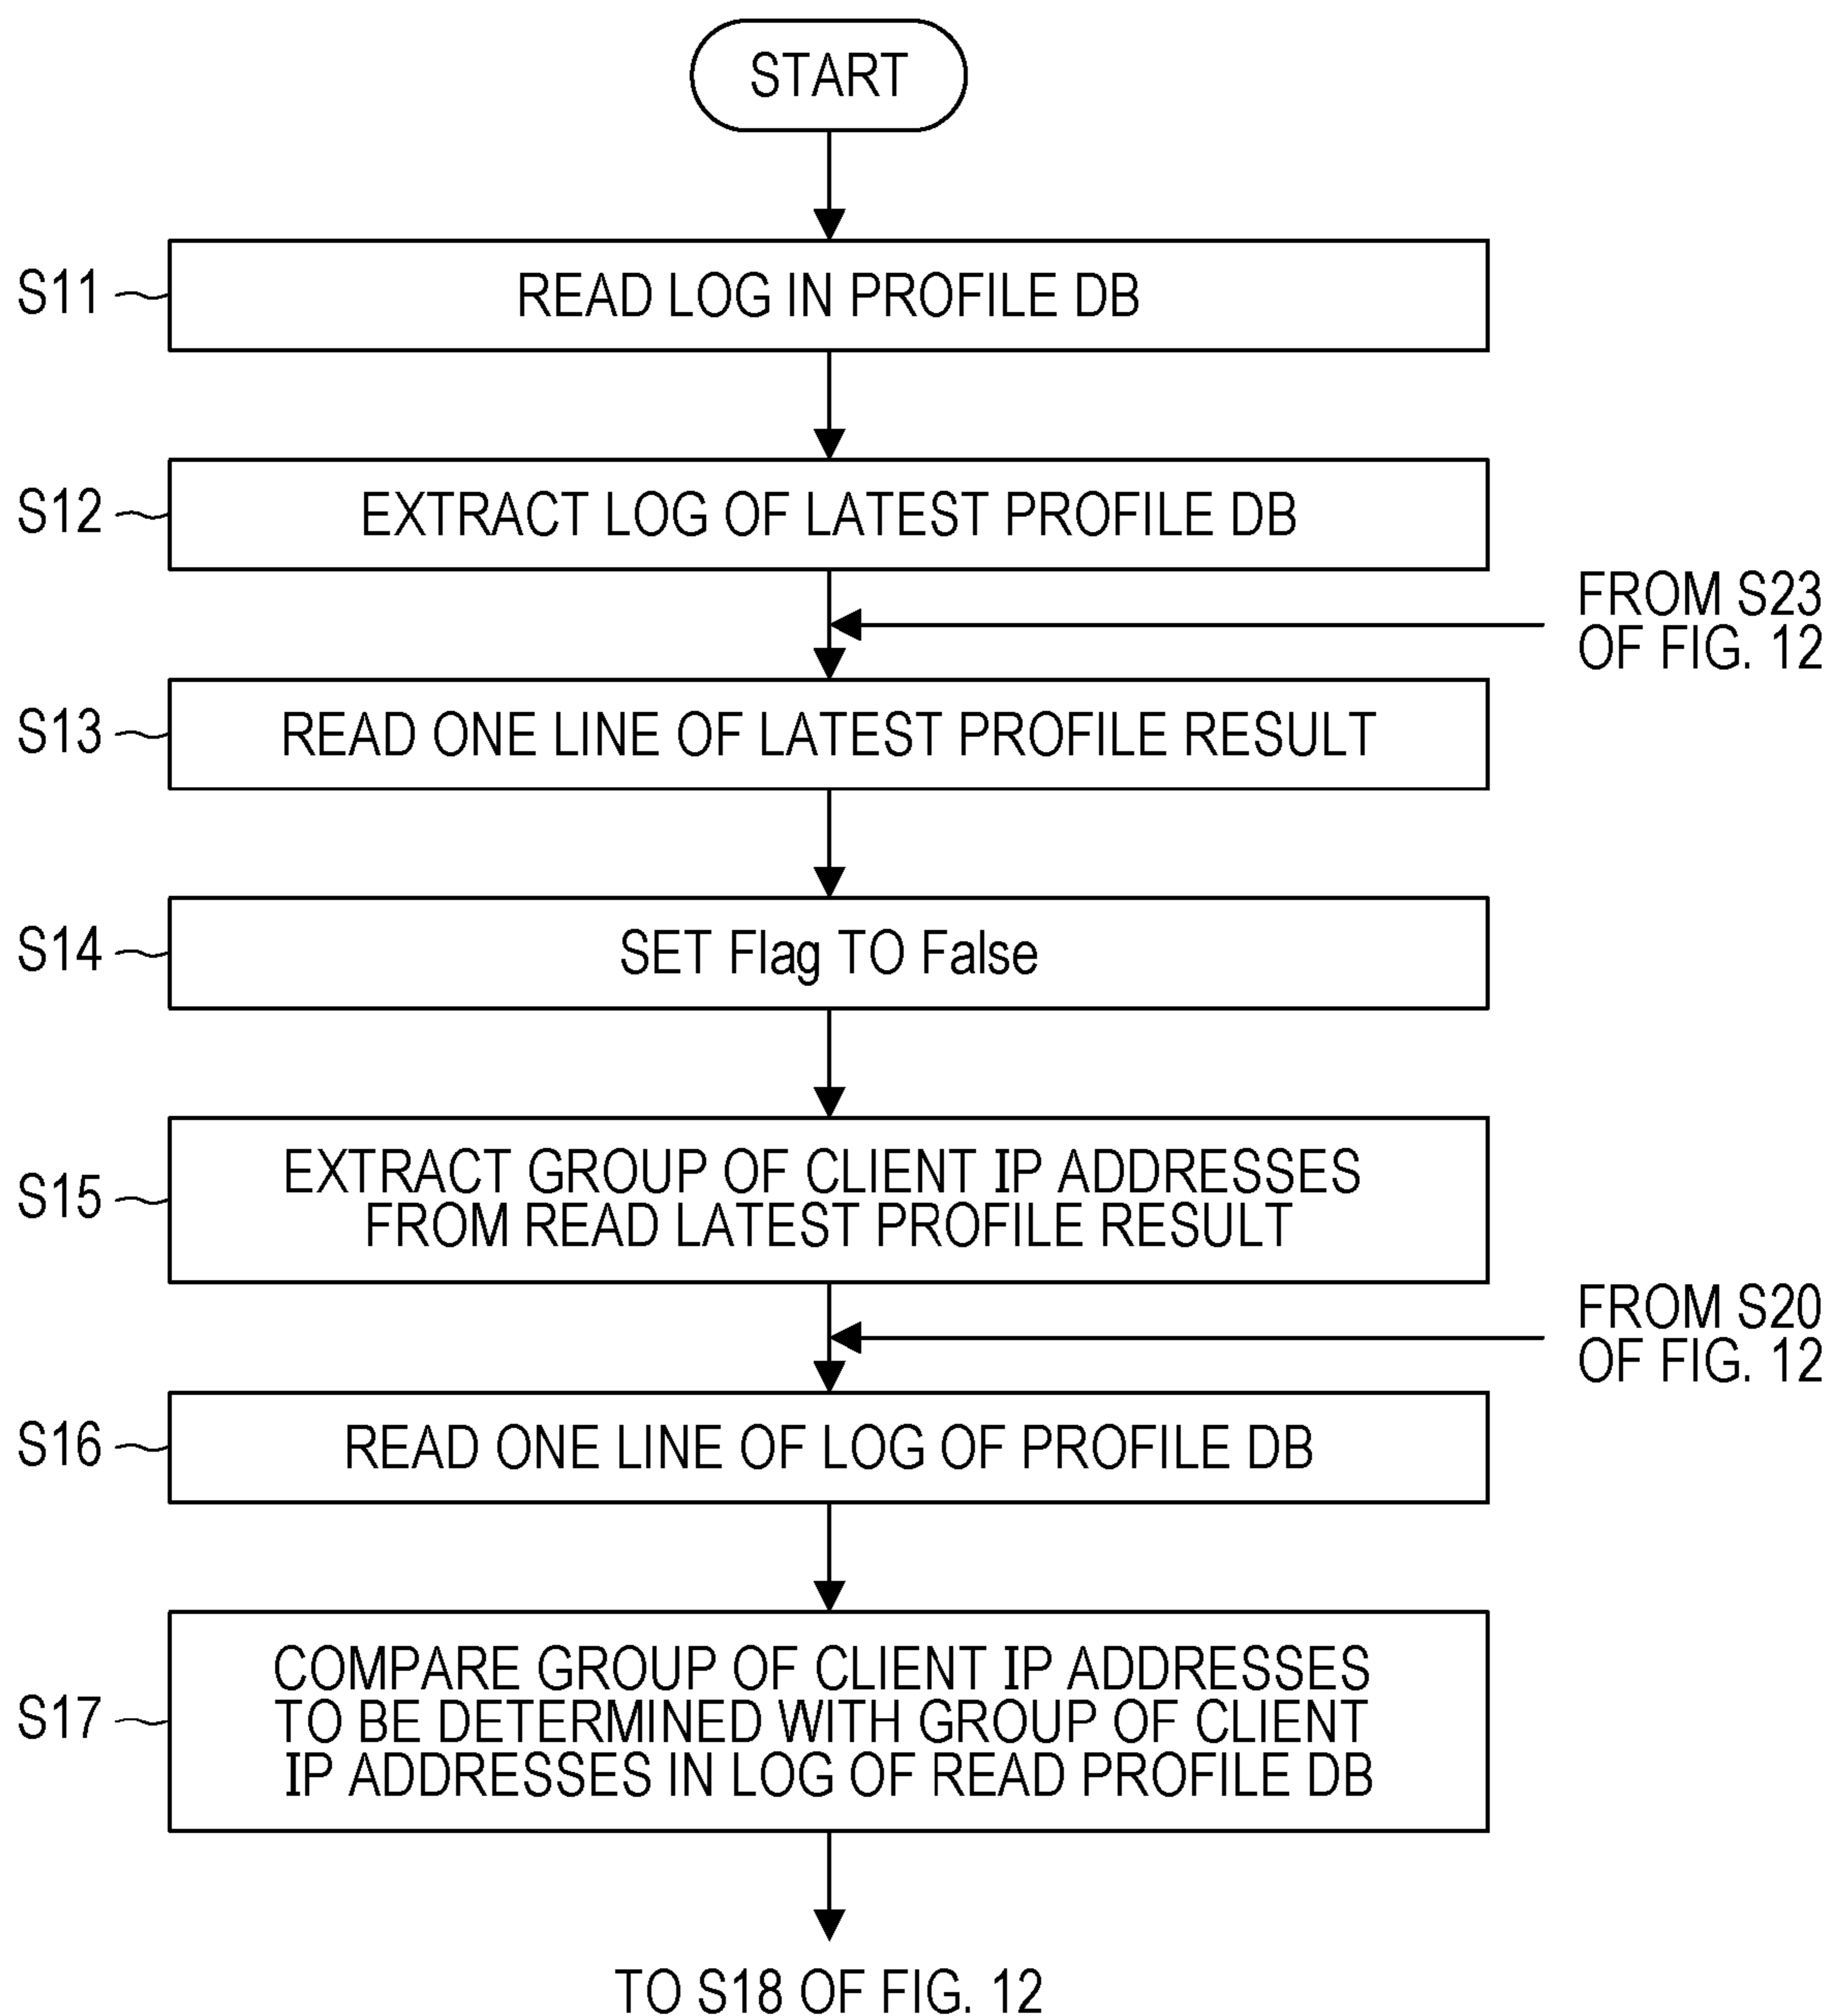 START
S11
READ LOG IN PROFILE DB
S12
EXTRACT LOG OF LATEST PROFILE DB
FROM S23
OF FIG. 12
S13
READ ONE LINE OF LATEST PROFILE RESULT
S14
SET Flag TO False
S15
EXTRACT GROUP OF CLIENT IP ADDRESSES
FROM READ LATEST PROFILE RESULT
FROM S20
OF FIG. 12
S16
READ ONE LINE OF LOG OF PROFILE DB
S17
COMPARE GROUP OF CLIENT IP ADDRESSES
TO BE DETERMINED WITH GROUP OF CLIENT
IP ADDRESSES IN LOG OF READ PROFILE DB
TO S18 OF FIG. 12